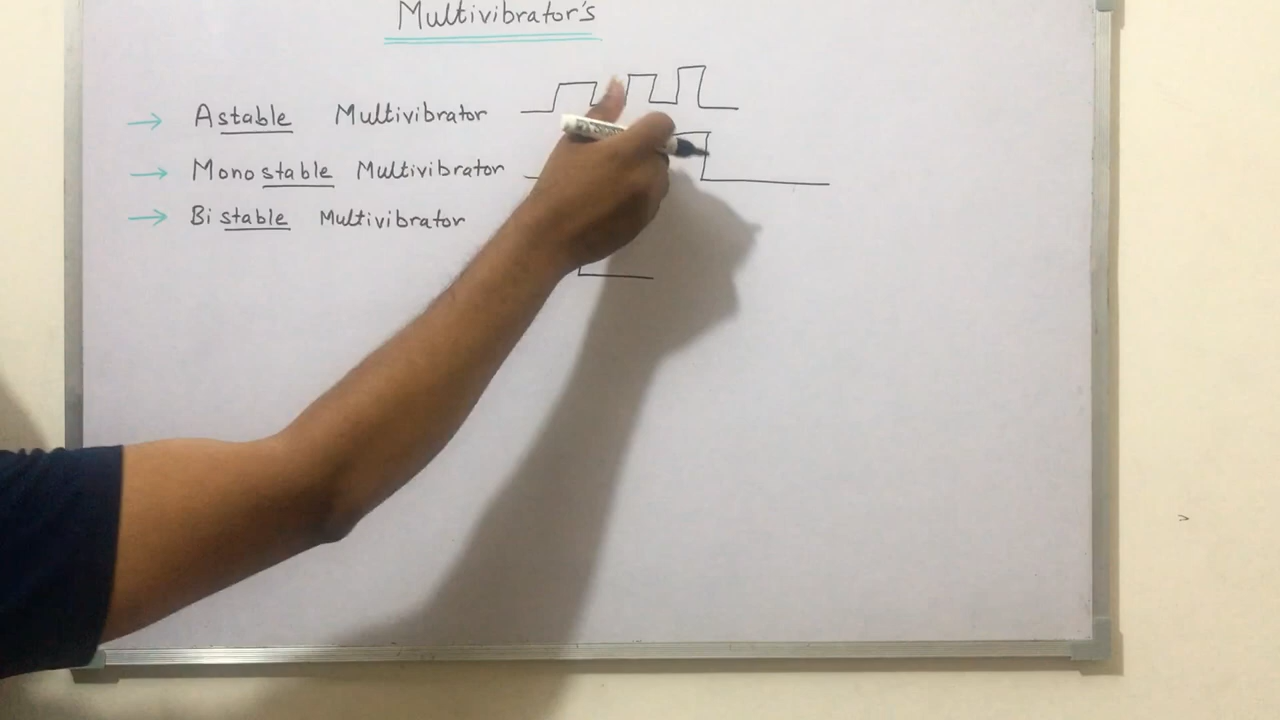 Multivibrator's
→ Astable Multivibrator
→ Monostable Multivibrator
→ Bistable Multivibrator